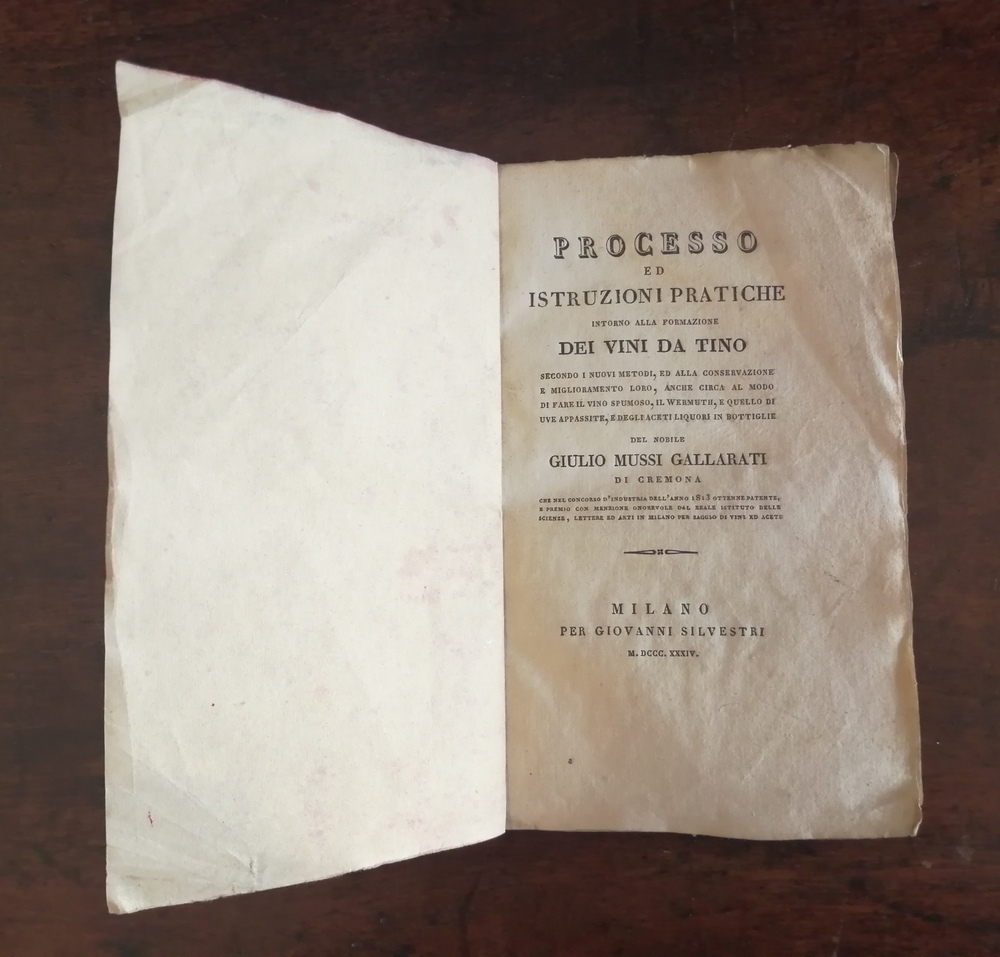 PROCESSO
ED
ISTRUZIONI PRATICHE
INTORNO ALLA FORMAZIONE
DEI VINI DA TINO
SECONDO I NUOVI METODI, ED ALLA CONSERVAZIONE
E MIGLIORAMENTO LORO, ANCHE CIRCA AL MODO
DI FARE IL VINO SPUMOSO, IL WERMUTH, E QUELLO DI
UVE APPASSITE, E DEGLI ACETI LIQUORI IN BOTTIGLIE
DEL NOBILE
GIULIO MUSSI GALLARATI
DI CREMONA
CHE NEL CONCORSO D'INDUSTRIA DELL'ANNO 1813 OTTENNE PATENTE,
E PREMIO CON MENZIONE ONOREVOLE DAL REALE ISTITUTO DELLE
SCIENZE, LETTERE ED ARTI IN MILANO PER SAGGIO DI VINI ED ACETI
MILANO
PER GIOVANNI SILVESTRI
M. DCCC. XXXIV.